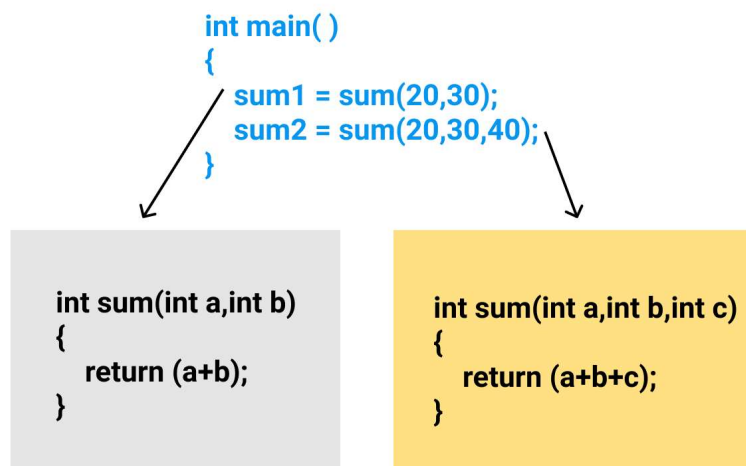 int main( )
{
sum1 = sum(20,30);
sum2 = sum(20,30,40);
}
int sum(int a,int b)
{
return (a+b);
}
int sum(int a,int b,int c)
{
return (a+b+c);
}